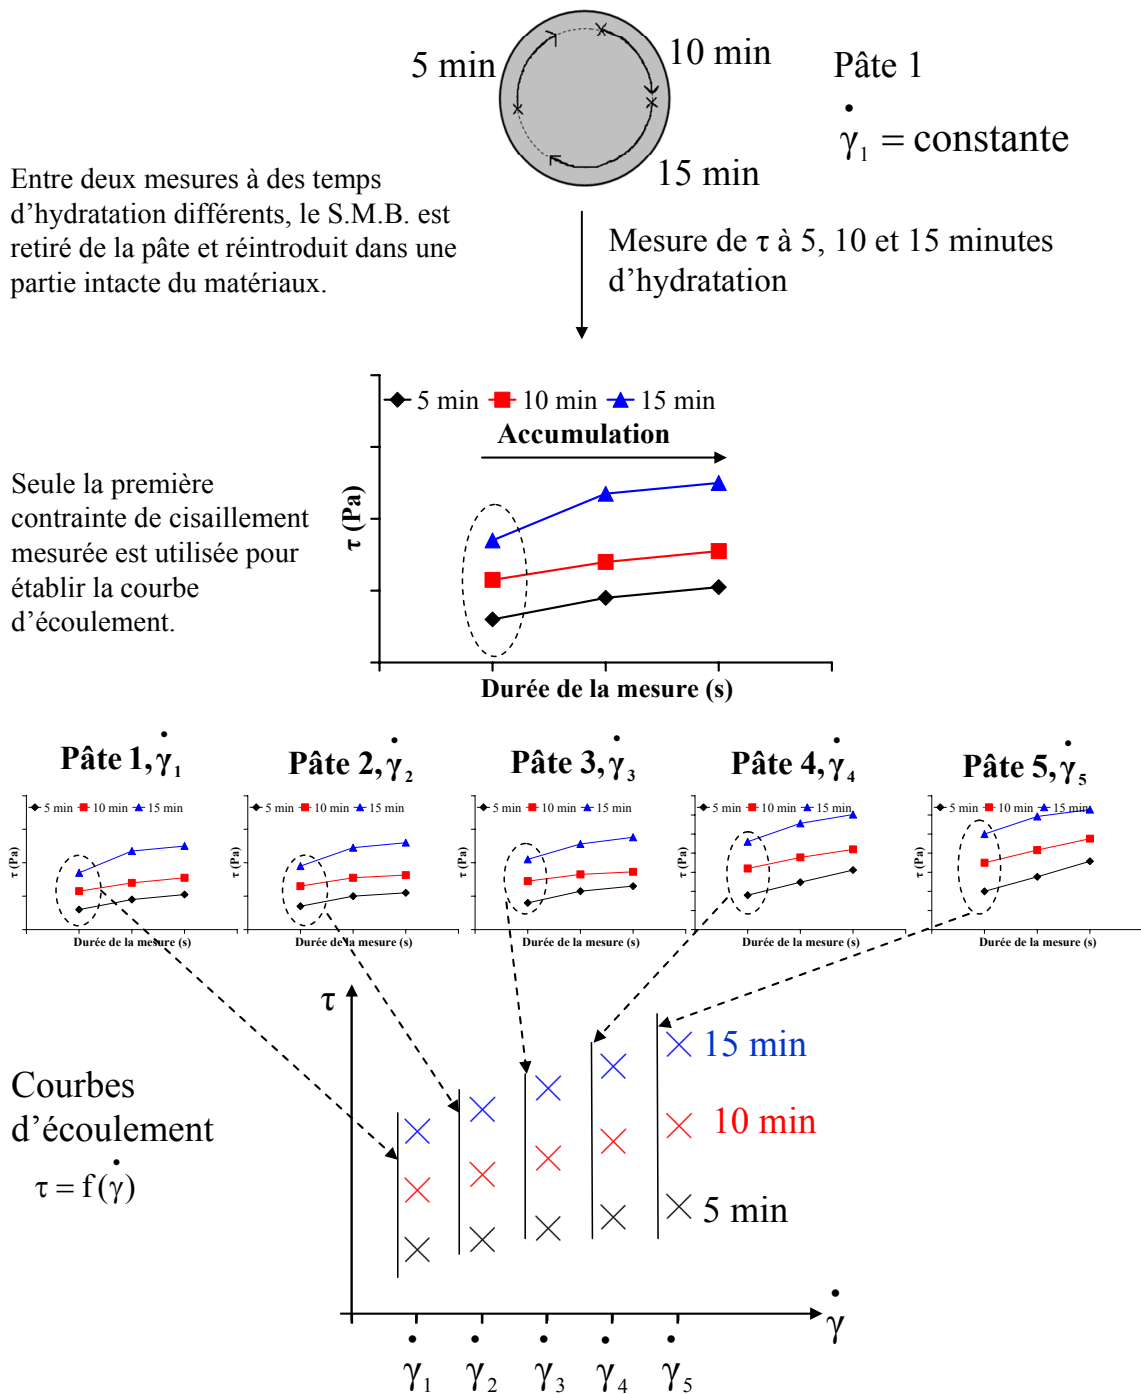 5 min
10 min
15 min
Pâte 1
γ̇₁ = constante
Entre deux mesures à des temps
d’hydratation différents, le S.M.B. est
retiré de la pâte et réintroduit dans une
partie intacte du matériaux.
Mesure de τ à 5, 10 et 15 minutes
d’hydratation
5 min 10 min 15 min
Accumulation
τ (Pa)
Durée de la mesure (s)
Seule la première
contrainte de cisaillement
mesurée est utilisée pour
établir la courbe
d’écoulement.
Pâte 1, γ̇₁
5 min 10 min 15 min
τ (Pa)
Durée de la mesure (s)
Pâte 2, γ̇₂
5 min 10 min 15 min
τ (Pa)
Durée de la mesure (s)
Pâte 3, γ̇₃
5 min 10 min 15 min
τ (Pa)
Durée de la mesure (s)
Pâte 4, γ̇₄
5 min 10 min 15 min
τ (Pa)
Durée de la mesure (s)
Pâte 5, γ̇₅
5 min 10 min 15 min
τ (Pa)
Durée de la mesure (s)
Courbes
d’écoulement
τ = f(γ̇)
τ
15 min
10 min
5 min
γ̇
γ̇₁ γ̇₂ γ̇₃ γ̇₄ γ̇₅